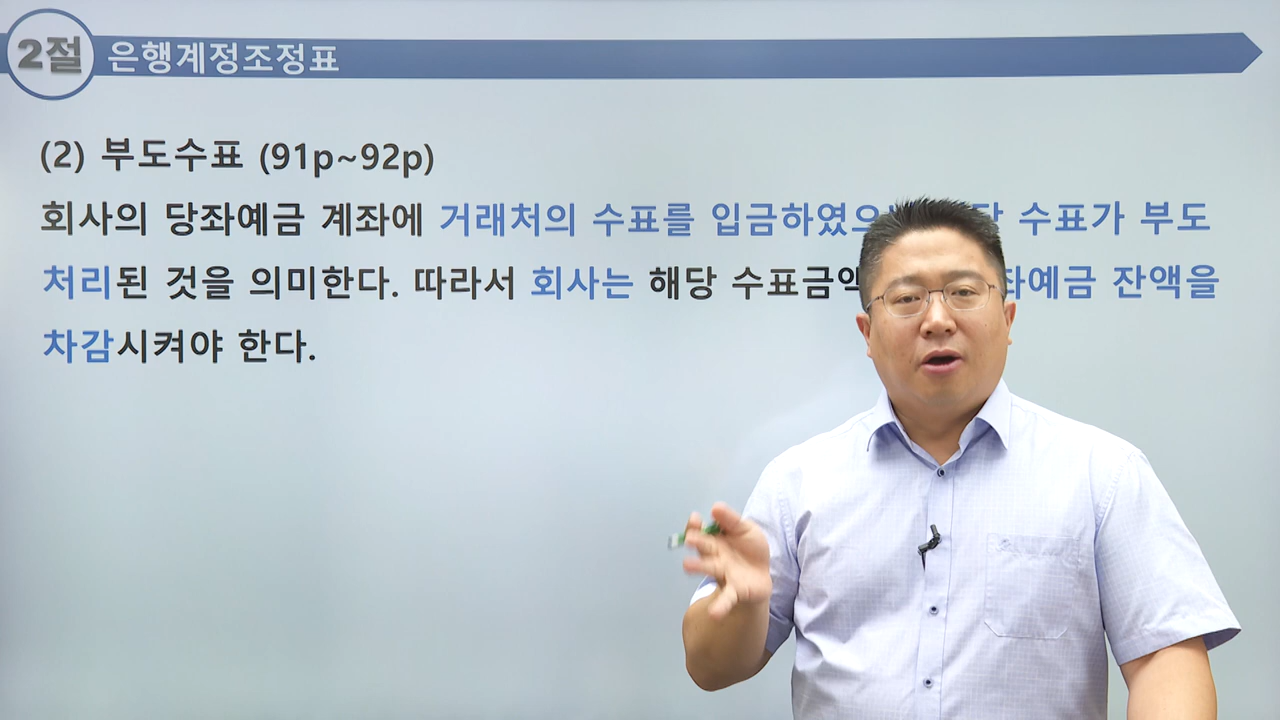 2절 은행계정조정표
(2) 부도수표 (91p~92p)
회사의 당좌예금 계좌에 거래처의 수표를 입금하였으 수표가 부도
처리된 것을 의미한다. 따라서 회사는 해당 수표금액 잔액을
차감시켜야 한다.